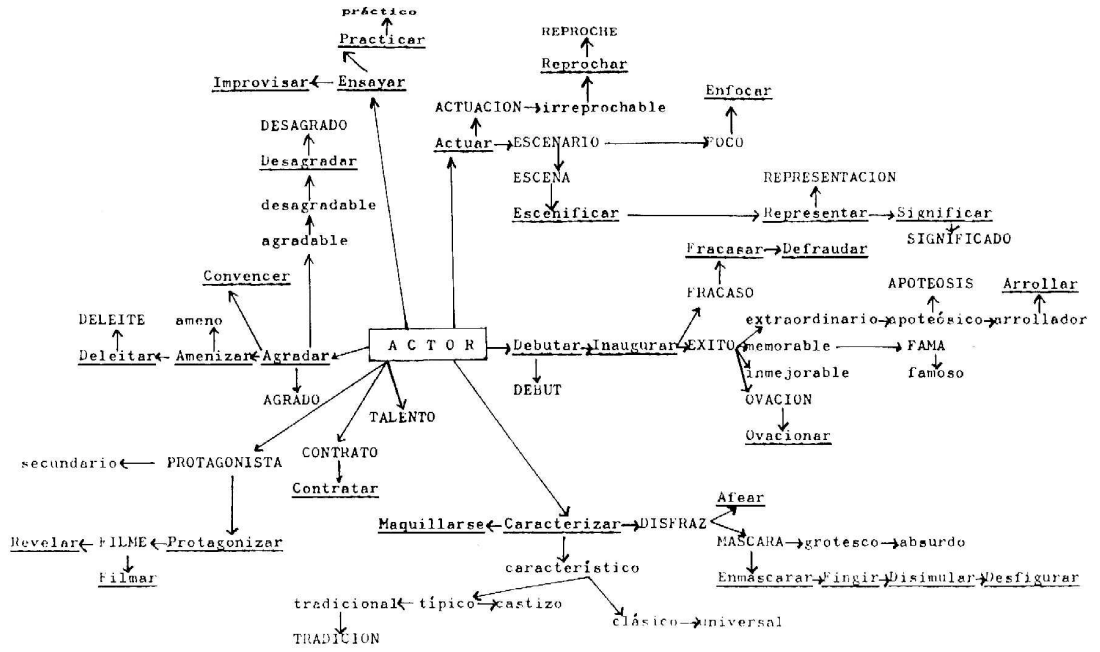 práctico
Practicar
Improvisar Ensayar
REPROCHE
Reprochar
ACTUACION irreprochable
Enfocar
DESAGRADO
Desagradar
desagradable
agradable
Actuar ESCENARIO FOCO
ESCENA
Escenificar
REPRESENTACION
Representar Significar
SIGNIFICADO
Fracasar Defraudar
FRACASO
Convencer
DELEITE ameno
Deleitar Amenizar Agradar
AGRADO
ACTOR
Debutar Inaugurar EXITO
DEBUT
APOTEOSIS Arrollar
extraordinario apoteósico arrollador
memorable FAMA
inmejorable famoso
OVACION
Ovacionar
TALENTO
CONTRATO
Contratar
secundario PROTAGONISTA
Revelar FILME Protagonizar
Filmar
Maquillarse Caracterizar DISFRAZ
Afear
MASCARA grotesco absurdo
Enmascarar Fingir Disimular Desfigurar
característico
tradicional típico castizo
TRADICION
clásico universal